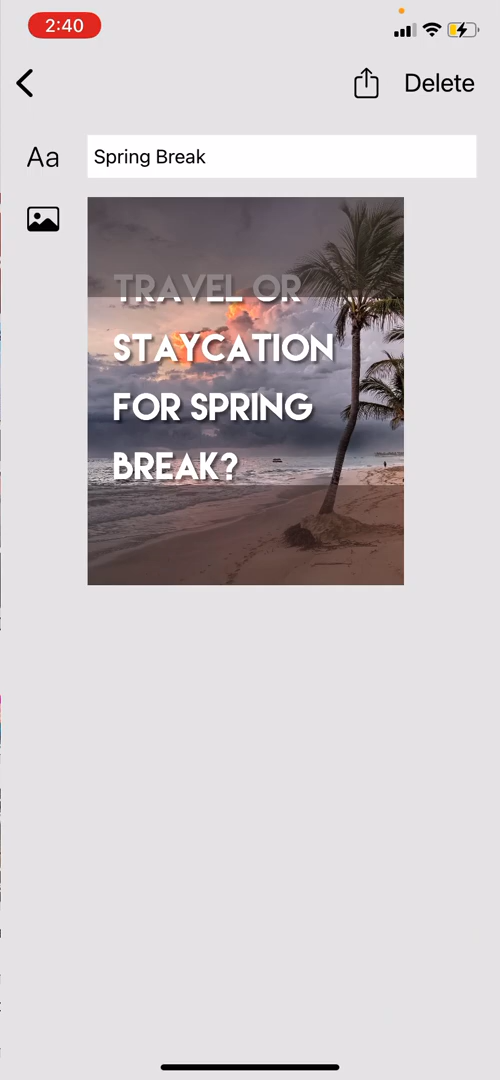 2:40
Delete
Aa
Spring Break
TRAVEL OR
STAYCATION
FOR SPRING
BREAK?